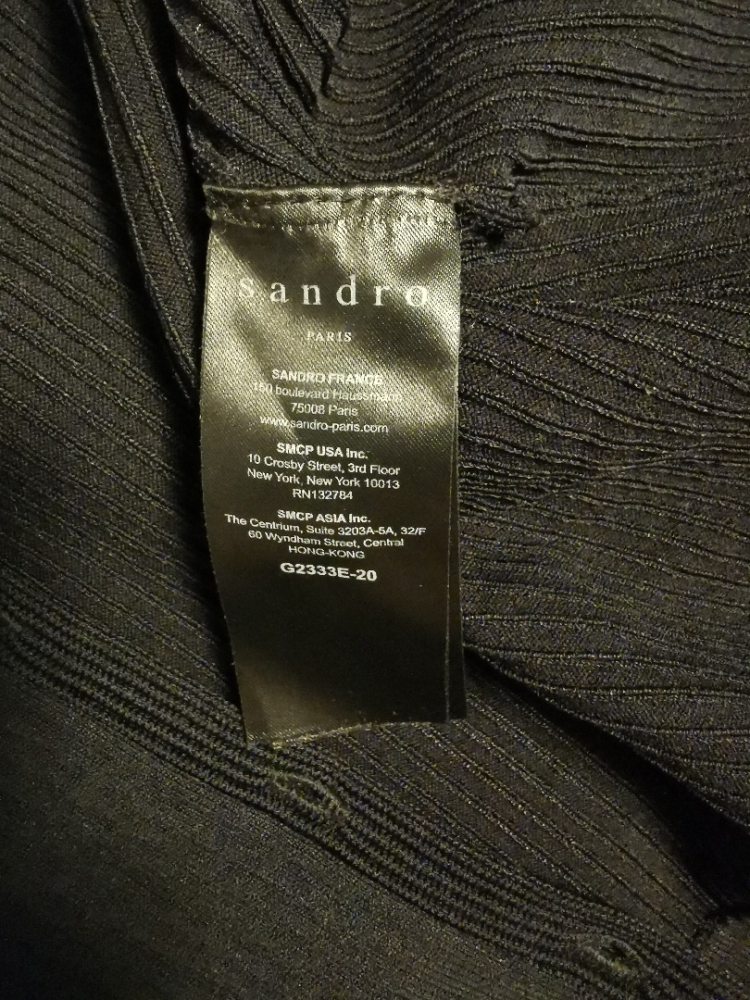 sandro
PARIS
SANDRO FRANCE
150 boulevard Haussmann
75008 Paris
www.sandro-paris.com
SMCP USA Inc.
10 Crosby Street, 3rd Floor
New York, New York 10013
RN132784
SMCP ASIA Inc.
The Centrium, Suite 3203A-5A, 32/F
60 Wyndham Street, Central
HONG-KONG
G2333E-20